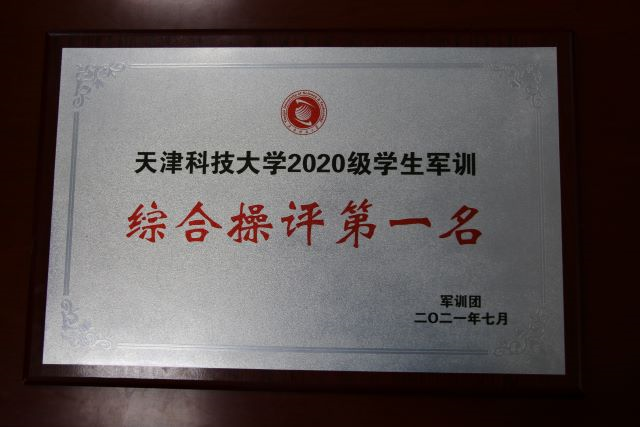 天津科技大学2020级学生军训
综合操评第一名
军训团
二〇二一年七月